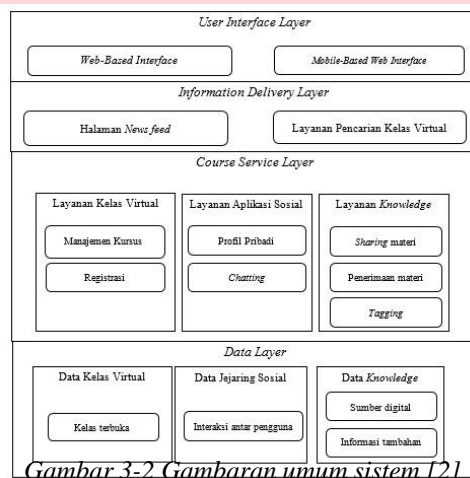 User Interface Layer
Web-Based Interface
Mobile-Based Web Interface
Information Delivery Layer
Halaman News feed
Layanan Pencarian Kelas Virtual
Course Service Layer
Layanan Kelas Virtual
Manajemen Kursus
Registrasi
Layanan Aplikasi Sosial
Profil Pribadi
Chatting
Layanan Knowledge
Sharing materi
Penerimaan materi
Tagging
Data Layer
Data Kelas Virtual
Kelas terbuka
Data Jejaring Sosial
Interaksi antar pengguna
Data Knowledge
Sumber digital
Informasi tambahan
Gambar 3-2 Gambaran umum sistem [2]